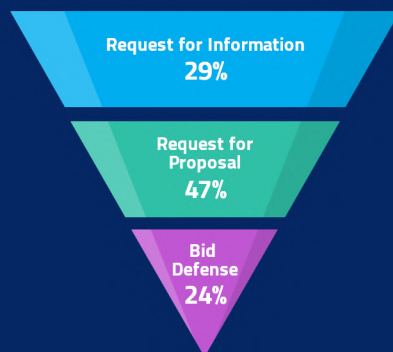 Request for Information
29%
Request for
Proposal
47%
Bid
Defense
24%